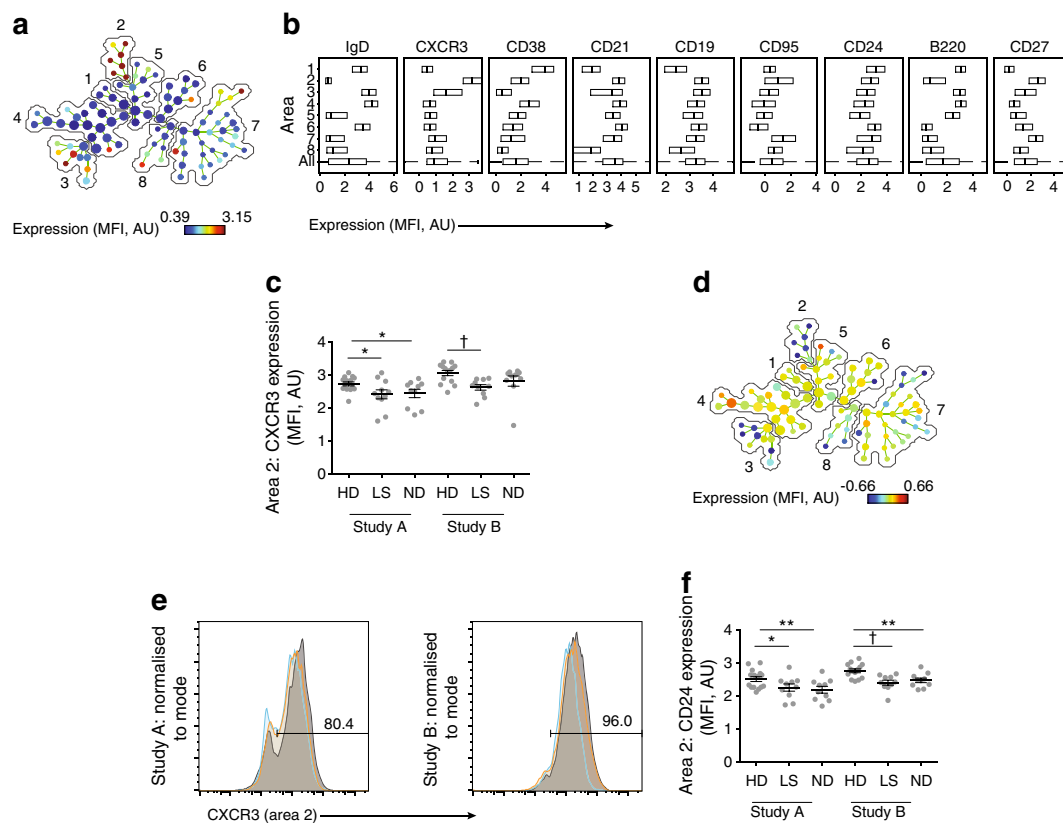 a
2
5
1
6
4
7
3
8
Expression (MFI, AU)
0.39 3.15
b
IgD CXCR3 CD38 CD21 CD19 CD95 CD24 B220 CD27
Area
1
2
3
4
5
6
7
8
All
0 2 4 6 0 1 2 3 0 2 4 1 2 3 4 5 0 2 4 0 2 4 0 2 4 0 2 4 0 2 4
Expression (MFI, AU)
c
Area 2: CXCR3 expression
(MFI, AU)
4
3
2
1
0
* * †
HD LS ND HD LS ND
Study A Study B
d
2
5
1
6
4
7
3
8
-0.66 0.66
Expression (MFI, AU)
e
Study A: normalised
to mode
80.4
Study B: normalised
to mode
96.0
CXCR3 (area 2)
f
Area 2: CD24 expression
(MFI, AU)
4
3
2
1
0
** * ** †
HD LS ND HD LS ND
Study A Study B